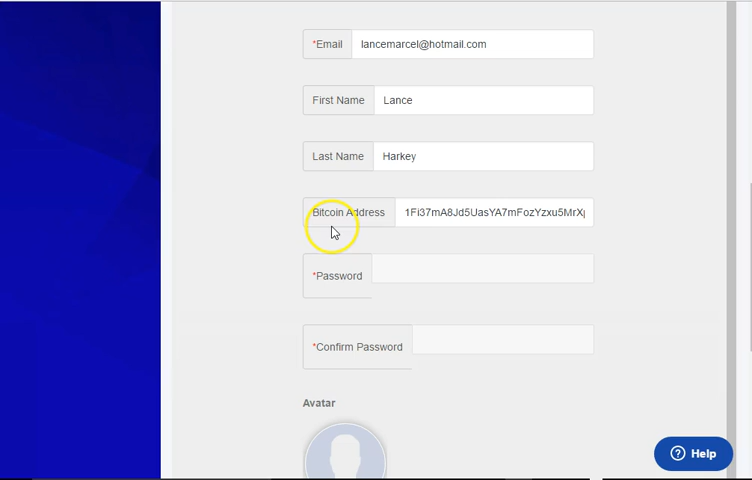 *Email lancemarcel@hotmail.com
First Name Lance
Last Name Harkey
Bitcoin Address 1Fi37mA8Jd5UasYA7mFozYzxu5MrX
*Password
*Confirm Password
Avatar
? Help